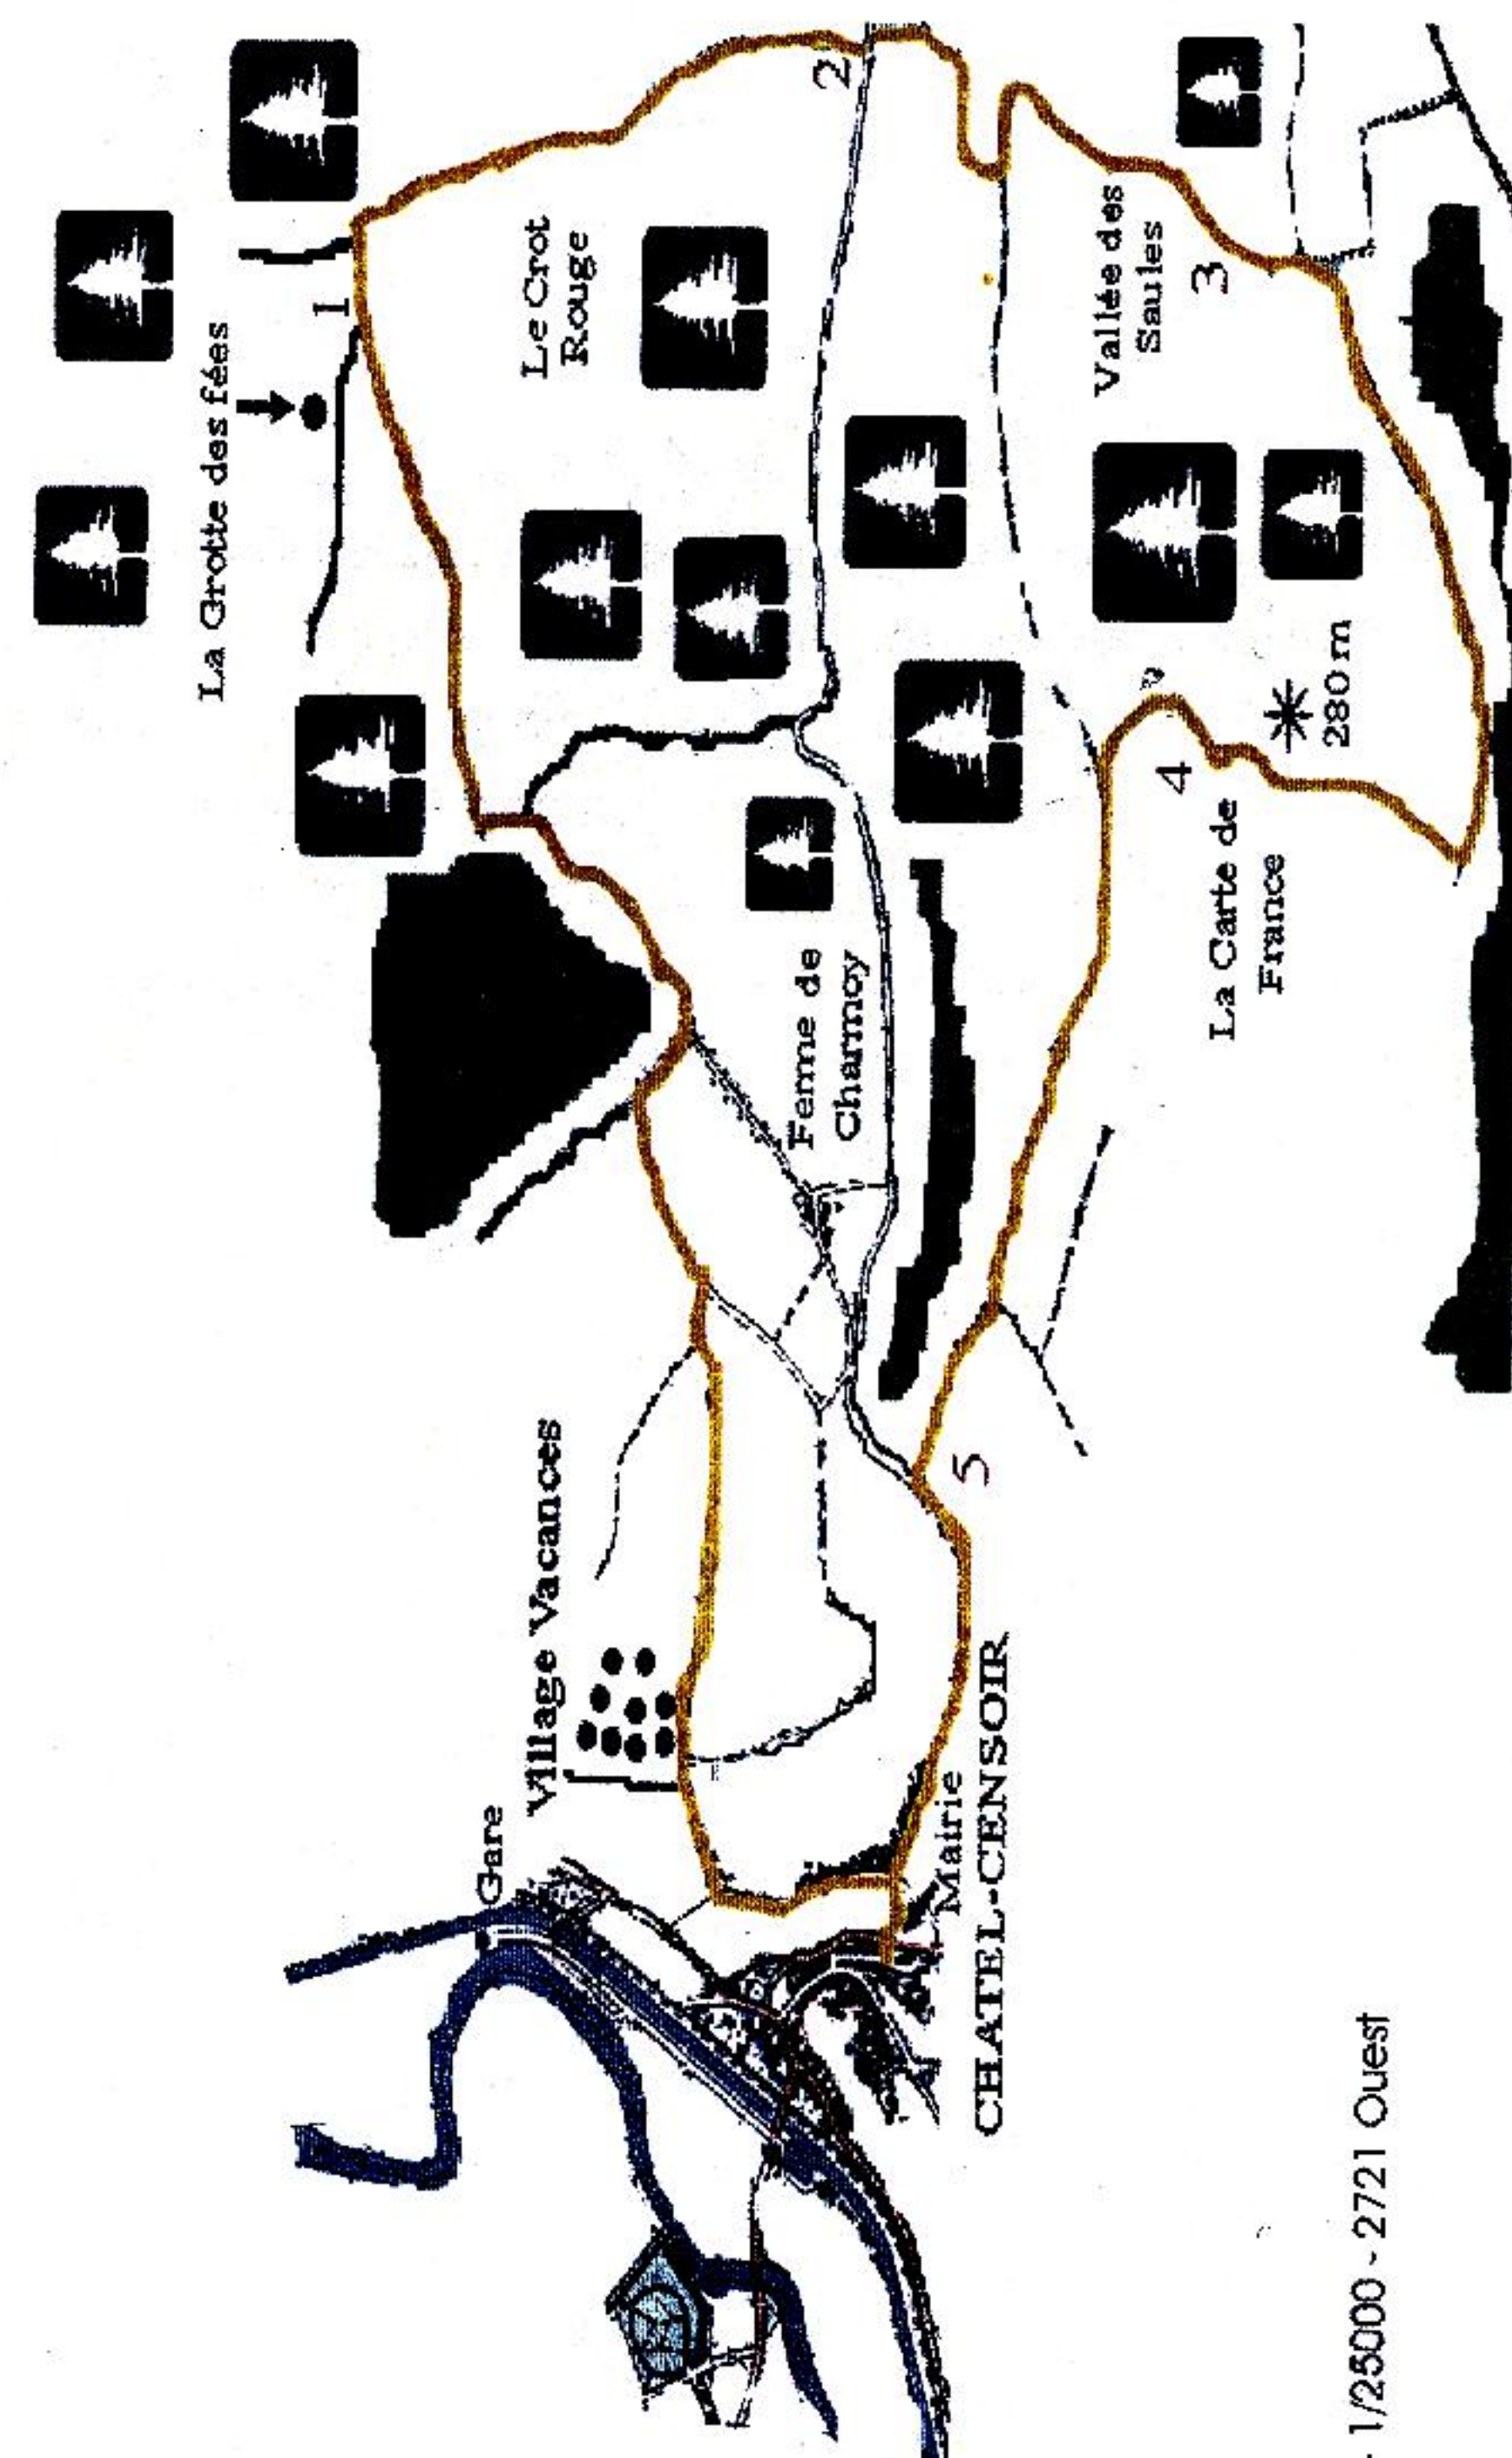 La Grotte des fées
1
Le Crot
Rouge
2
Vallée des
Saules
3
280 m
4
La Carte de
France
Ferme de
Charmoy
5
Village Vacances
Gare
Mairie
CHATEL-CENSOIR
1/25000 - 2721 Ouest